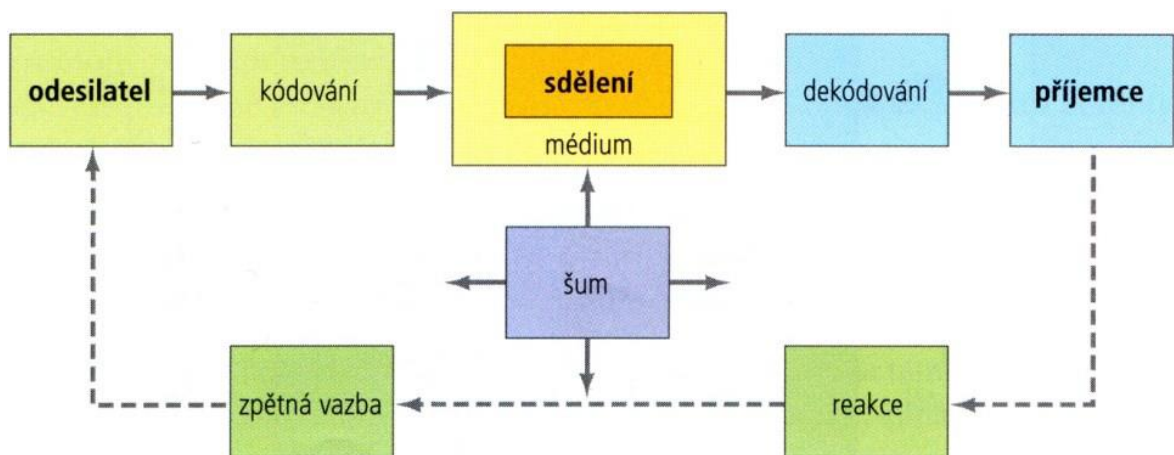 odesilatel
kódování
sdělení
médium
dekódování
příjemce
šum
zpětná vazba
reakce